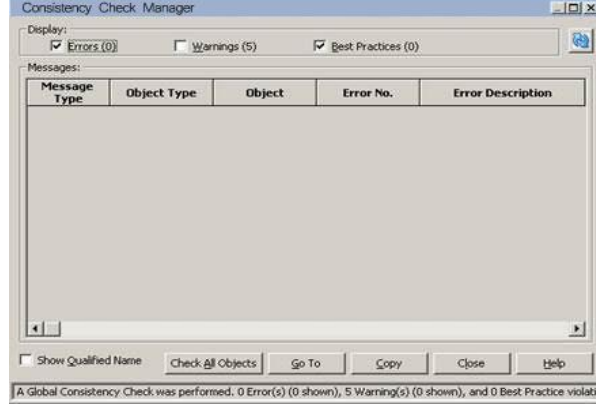 Consistency Check Manager
Display:
Errors (0) Warnings (5) Best Practices (0)
Messages:
Message Type Object Type Object Error No. Error Description
Show Qualified Name Check All Objects Go To Copy Close Help
A Global Consistency Check was performed. 0 Error(s) (0 shown), 5 Warning(s) (0 shown), and 0 Best Practice violati